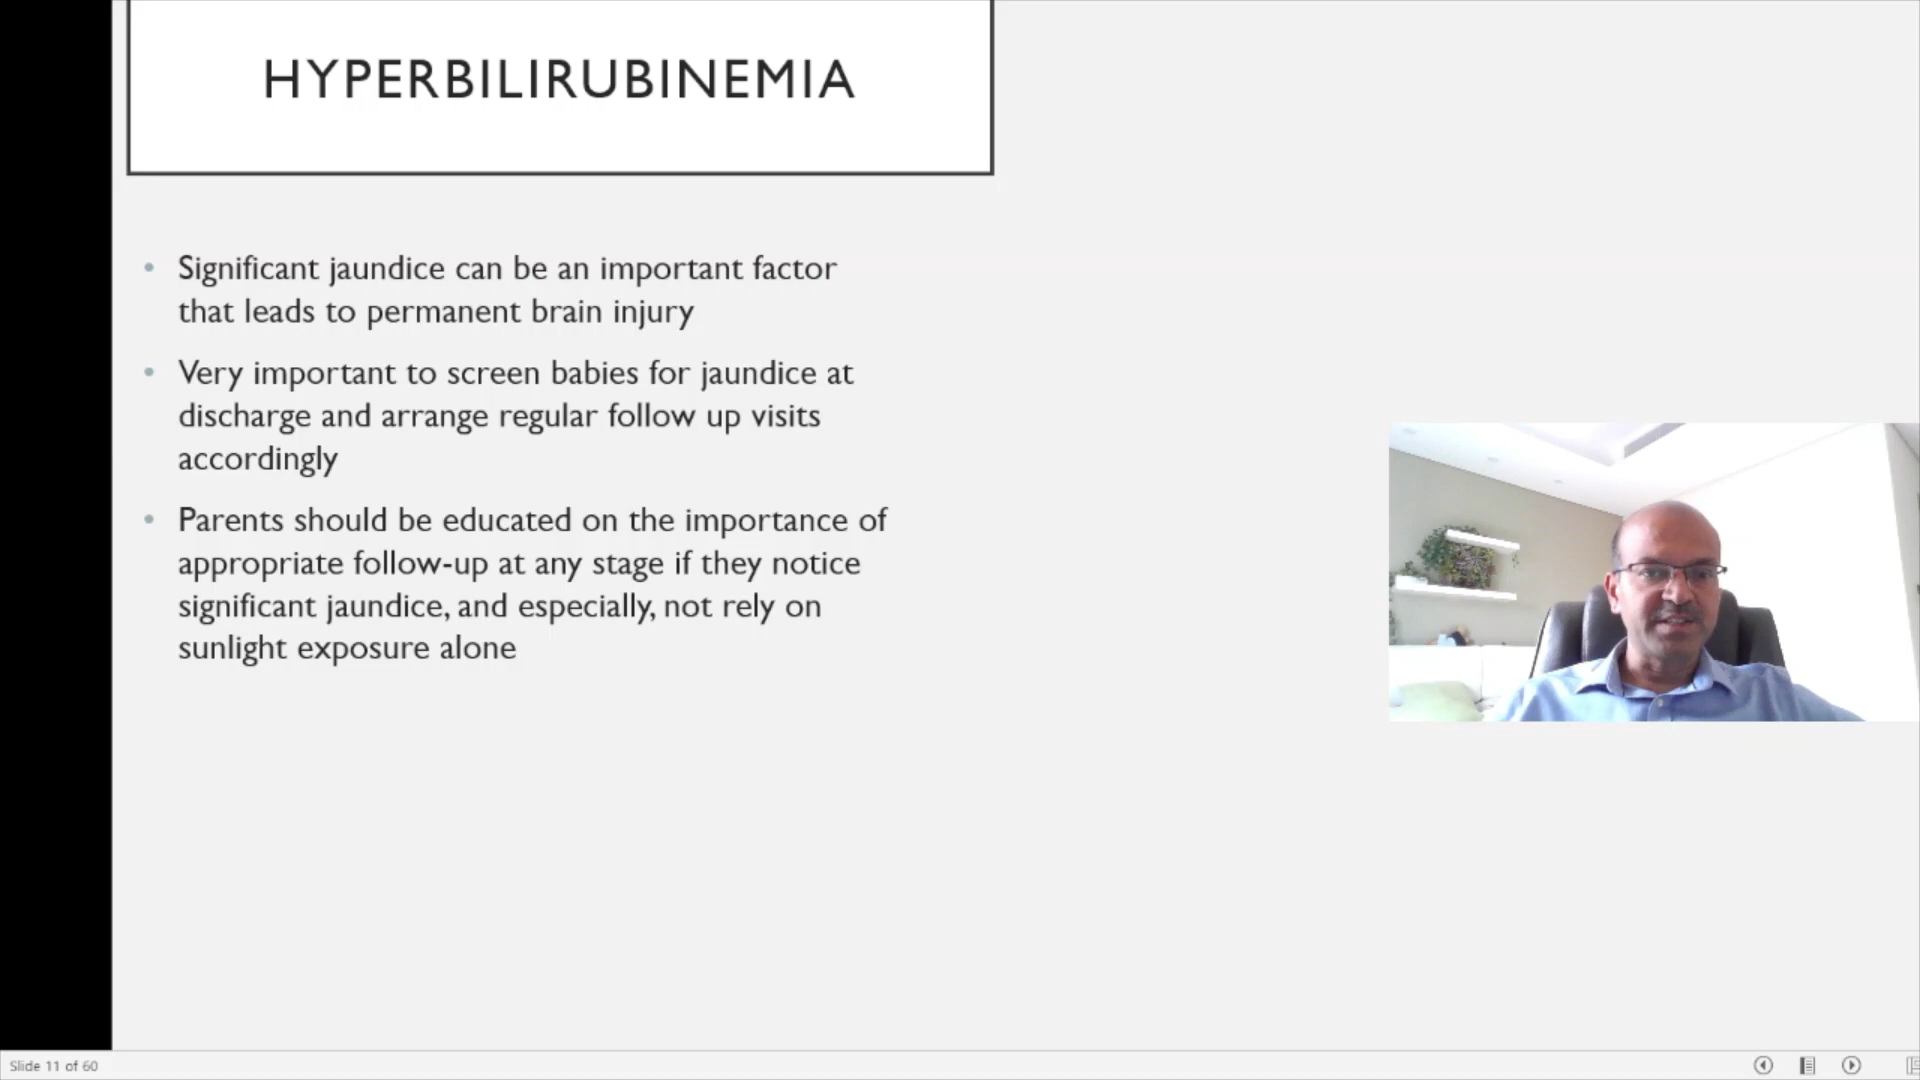 HYPERBILIRUBINEMIA
• Significant jaundice can be an important factor
that leads to permanent brain injury
• Very important to screen babies for jaundice at
discharge and arrange regular follow up visits
accordingly
• Parents should be educated on the importance of
appropriate follow-up at any stage if they notice
significant jaundice, and especially, not rely on
sunlight exposure alone
Slide 11 of 60